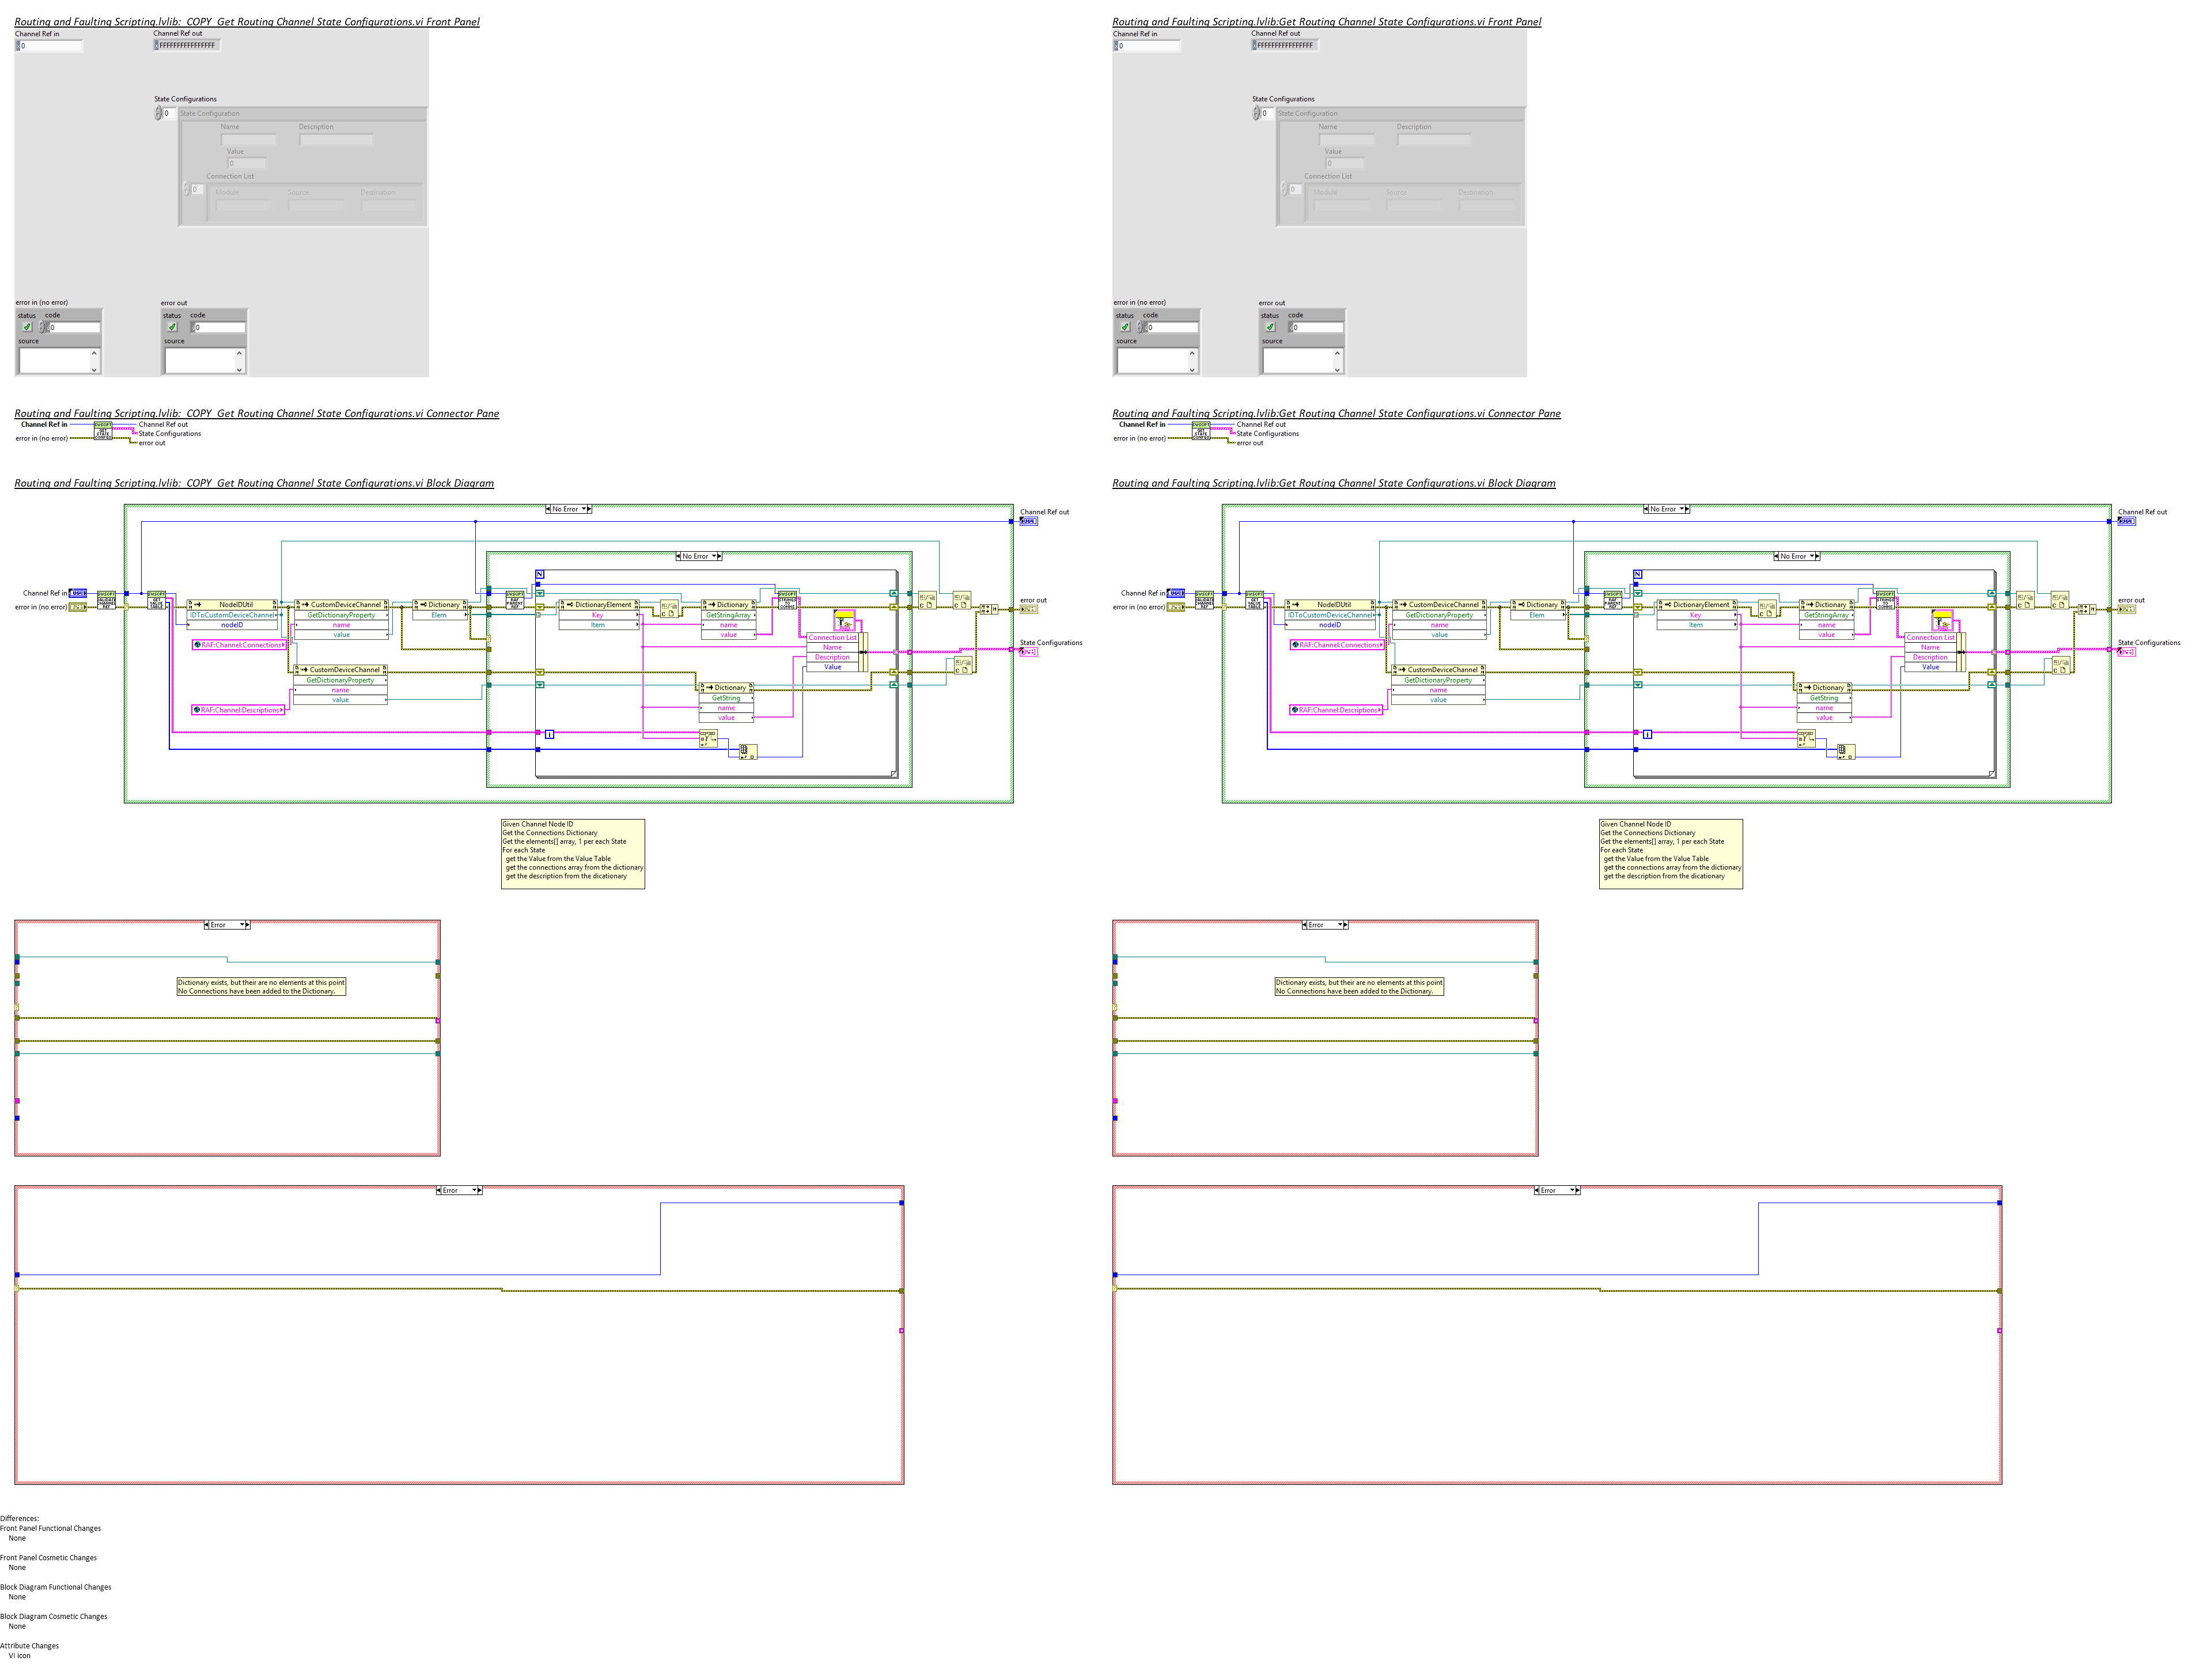 Routing and Faulting Scripting.lvlib:_COPY_Get Routing Channel State Configurations.vi Front Panel
Channel Ref in
Channel Ref out
0
FFFFFFFFFFFFFFFF
State Configurations
0
State Configuration
Name
Description
Value
0
Connection List
0
Module
Source
Destination
error in (no error)
error out
status
code
status
code
0
0
source
source
Routing and Faulting Scripting.lvlib:_COPY_Get Routing Channel State Configurations.vi Connector Pane
Channel Ref in
Channel Ref out
State Configurations
error in (no error)
error out
Routing and Faulting Scripting.lvlib:_COPY_Get Routing Channel State Configurations.vi Block Diagram
No Error
Channel Ref out
No Error
N
Channel Ref in
error in (no error)
NodeIDUtil
IDToCustomDeviceChannel
nodeID
CustomDeviceChannel
GetDictionaryProperty
name
value
Dictionary
Elem
DictionaryElement
Key
Item
Dictionary
GetStringArray
name
value
error out
RAF:Channel:Connections
Connection List
Name
Description
Value
State Configurations
CustomDeviceChannel
GetDictionaryProperty
name
value
RAF:Channel:Descriptions
Dictionary
GetString
name
value
i
Given Channel Node ID
Get the Connections Dictionary
Get the elements[] array, 1 per each State
For each State
get the Value from the Value Table
get the connections array from the dictionary
get the description from the dicationary
Error
Dictionary exists, but their are no elements at this point
No Connections have been added to the Dictionary.
Error
Routing and Faulting Scripting.lvlib:Get Routing Channel State Configurations.vi Front Panel
Channel Ref in
Channel Ref out
0
FFFFFFFFFFFFFFFF
State Configurations
0
State Configuration
Name
Description
Value
0
Connection List
0
Module
Source
Destination
error in (no error)
error out
status
code
status
code
0
0
source
source
Routing and Faulting Scripting.lvlib:Get Routing Channel State Configurations.vi Connector Pane
Channel Ref in
Channel Ref out
State Configurations
error in (no error)
error out
Routing and Faulting Scripting.lvlib:Get Routing Channel State Configurations.vi Block Diagram
No Error
Channel Ref out
No Error
N
Channel Ref in
error in (no error)
NodeIDUtil
IDToCustomDeviceChannel
nodeID
CustomDeviceChannel
GetDictionaryProperty
name
value
Dictionary
Elem
DictionaryElement
Key
Item
Dictionary
GetStringArray
name
value
error out
RAF:Channel:Connections
Connection List
Name
Description
Value
State Configurations
CustomDeviceChannel
GetDictionaryProperty
name
value
RAF:Channel:Descriptions
Dictionary
GetString
name
value
i
Given Channel Node ID
Get the Connections Dictionary
Get the elements[] array, 1 per each State
For each State
get the Value from the Value Table
get the connections array from the dictionary
get the description from the dicationary
Error
Dictionary exists, but their are no elements at this point
No Connections have been added to the Dictionary.
Error
Differences:
Front Panel Functional Changes
None
Front Panel Cosmetic Changes
None
Block Diagram Functional Changes
None
Block Diagram Cosmetic Changes
None
Attribute Changes
VI icon